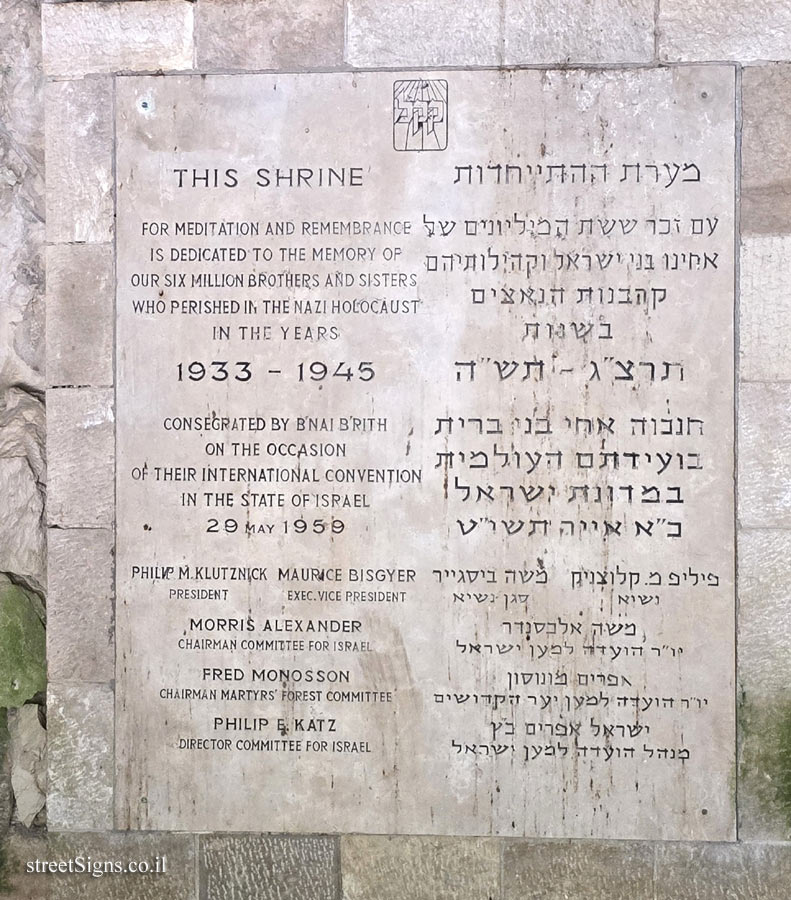 קקל
THIS SHRINE
FOR MEDITATION AND REMEMBRANCE
IS DEDICATED TO THE MEMORY OF
OUR SIX MILLION BROTHERS AND SISTERS
WHO PERISHED IN THE NAZI HOLOCAUST
IN THE YEARS
1933 - 1945
CONSEGRATED BY B'NAI B'RITH
ON THE OCCASION
OF THEIR INTERNATIONAL CONVENTION
IN THE STATE OF ISRAEL
29 MAY 1959
PHILIP M. KLUTZNICK MAURICE BISGYER
PRESIDENT EXEC. VICE PRESIDENT
MORRIS ALEXANDER
CHAIRMAN COMMITTEE FOR ISRAEL
FRED MONOSSON
CHAIRMAN MARTYRS' FOREST COMMITTEE
PHILIP E. KATZ
DIRECTOR COMMITTEE FOR ISRAEL
מערת ההתייחדות
עם זכר ששת המיליונים של
אחינו בני ישראל וקהילותיהם
קרבנות הנאצים
בשנות
תרצ"ג - תש"ה
חנכוה אחי בני ברית
בועידתם העולמית
במדינת ישראל
כ"א אייר תשי"ט
פיליפ מ. קלוצניק משה ביסגייר
נשיא סגן נשיא
משה אלכסנדר
יו"ר הועדה למען ישראל
אפרים מונוסון
יו"ר הועדה למען יער הקדושים
ישראל אפרים כץ
מנהל הועדה למען ישראל
streetSigns.co.il